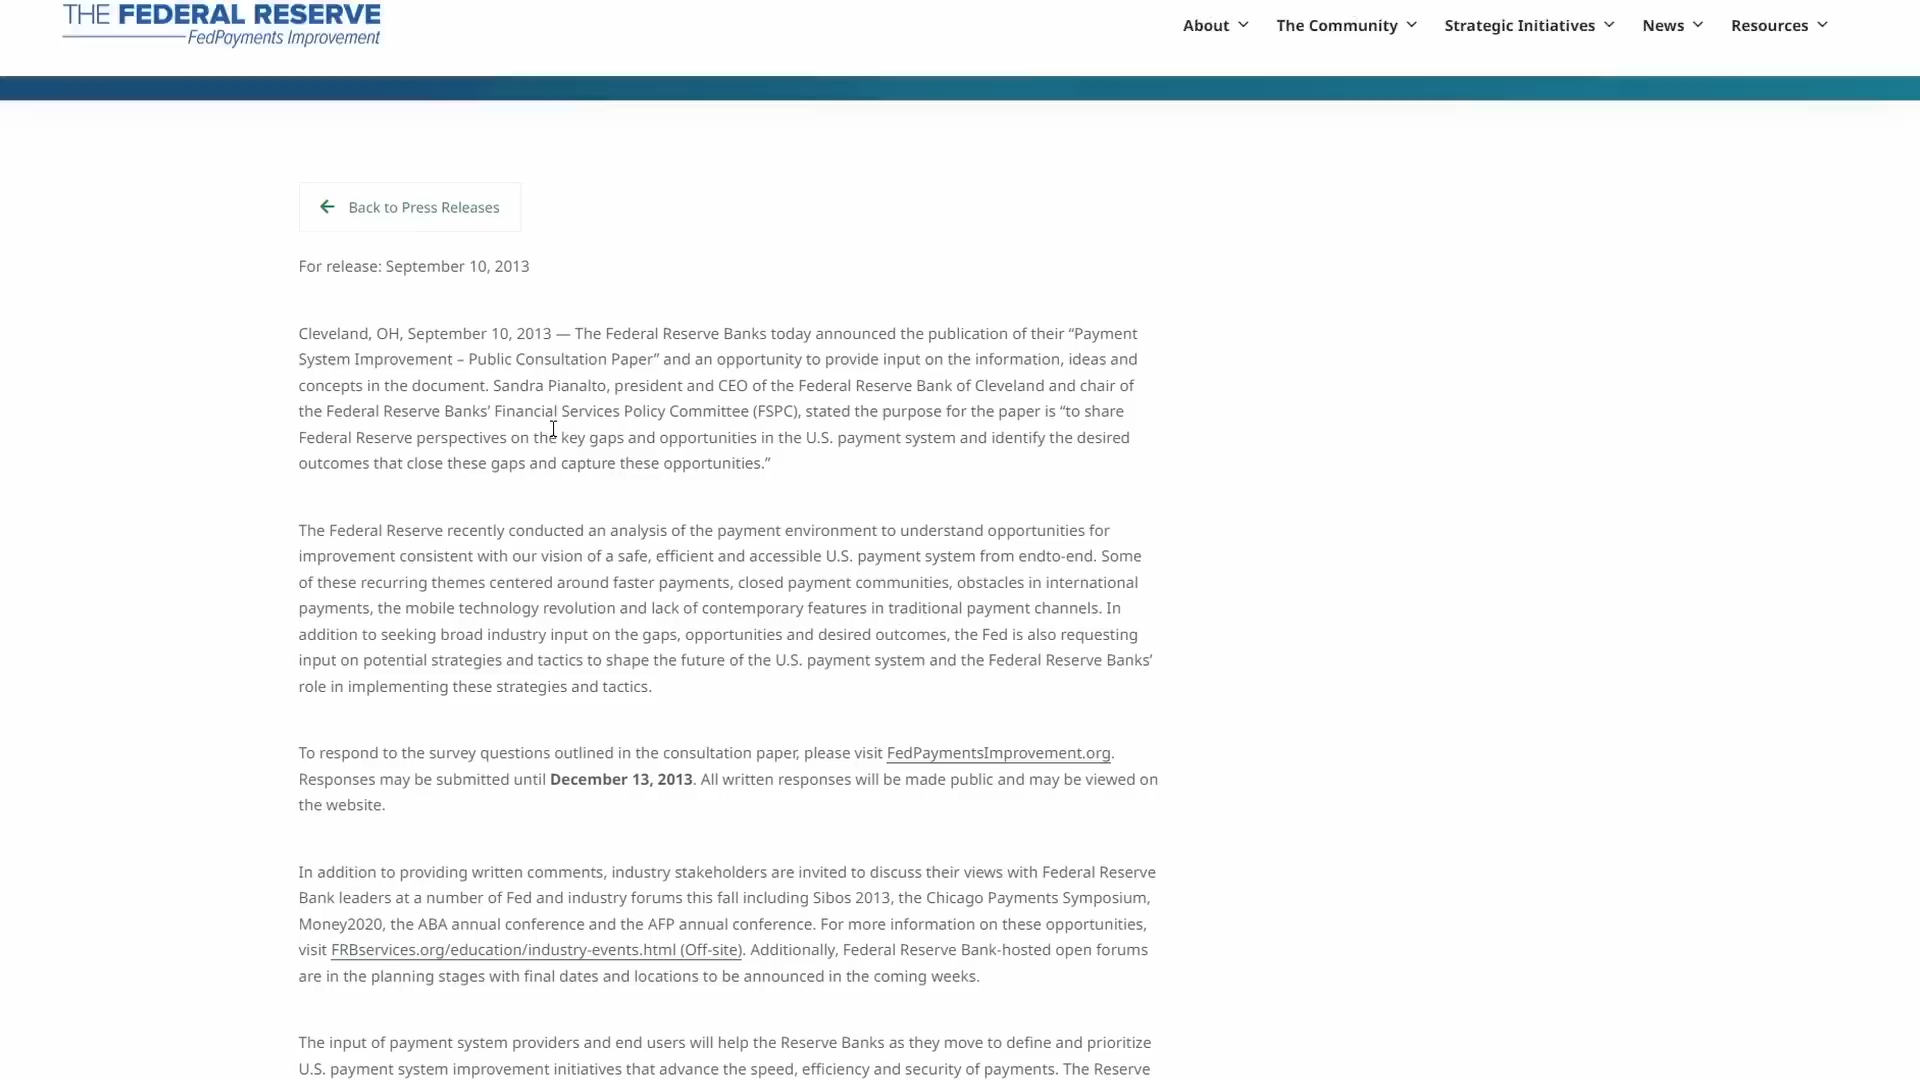 THE FEDERAL RESERVE
FedPayments Improvement
About
The Community
Strategic Initiatives
News
Resources
Back to Press Releases
For release: September 10, 2013
Cleveland, OH, September 10, 2013 — The Federal Reserve Banks today announced the publication of their “Payment
System Improvement – Public Consultation Paper” and an opportunity to provide input on the information, ideas and
concepts in the document. Sandra Pianalto, president and CEO of the Federal Reserve Bank of Cleveland and chair of
the Federal Reserve Banks’ Financial Services Policy Committee (FSPC), stated the purpose for the paper is “to share
Federal Reserve perspectives on the key gaps and opportunities in the U.S. payment system and identify the desired
outcomes that close these gaps and capture these opportunities.”
The Federal Reserve recently conducted an analysis of the payment environment to understand opportunities for
improvement consistent with our vision of a safe, efficient and accessible U.S. payment system from endto-end. Some
of these recurring themes centered around faster payments, closed payment communities, obstacles in international
payments, the mobile technology revolution and lack of contemporary features in traditional payment channels. In
addition to seeking broad industry input on the gaps, opportunities and desired outcomes, the Fed is also requesting
input on potential strategies and tactics to shape the future of the U.S. payment system and the Federal Reserve Banks’
role in implementing these strategies and tactics.
To respond to the survey questions outlined in the consultation paper, please visit FedPaymentsImprovement.org.
Responses may be submitted until December 13, 2013. All written responses will be made public and may be viewed on
the website.
In addition to providing written comments, industry stakeholders are invited to discuss their views with Federal Reserve
Bank leaders at a number of Fed and industry forums this fall including Sibos 2013, the Chicago Payments Symposium,
Money2020, the ABA annual conference and the AFP annual conference. For more information on these opportunities,
visit FRBservices.org/education/industry-events.html (Off-site). Additionally, Federal Reserve Bank-hosted open forums
are in the planning stages with final dates and locations to be announced in the coming weeks.
The input of payment system providers and end users will help the Reserve Banks as they move to define and prioritize
U.S. payment system improvement initiatives that advance the speed, efficiency and security of payments. The Reserve